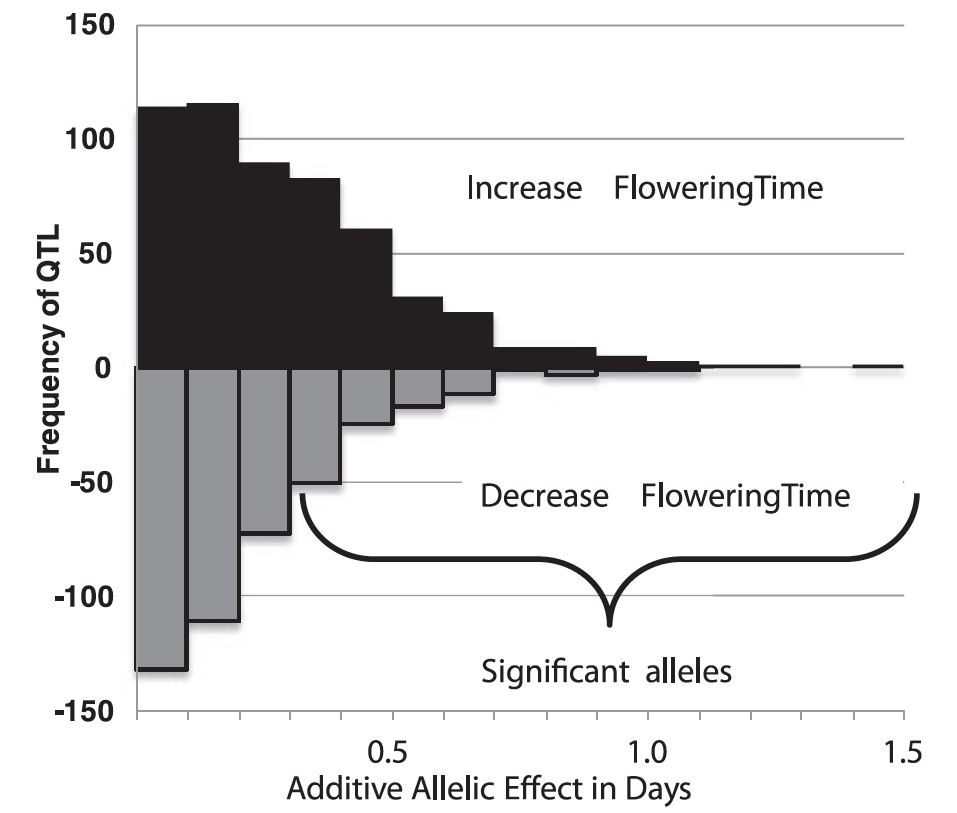 150
100
50
0
-50
-100
-150
Frequency of QTL
Increase FloweringTime
Decrease FloweringTime
Significant alleles
0.5 1.0 1.5
Additive Allelic Effect in Days